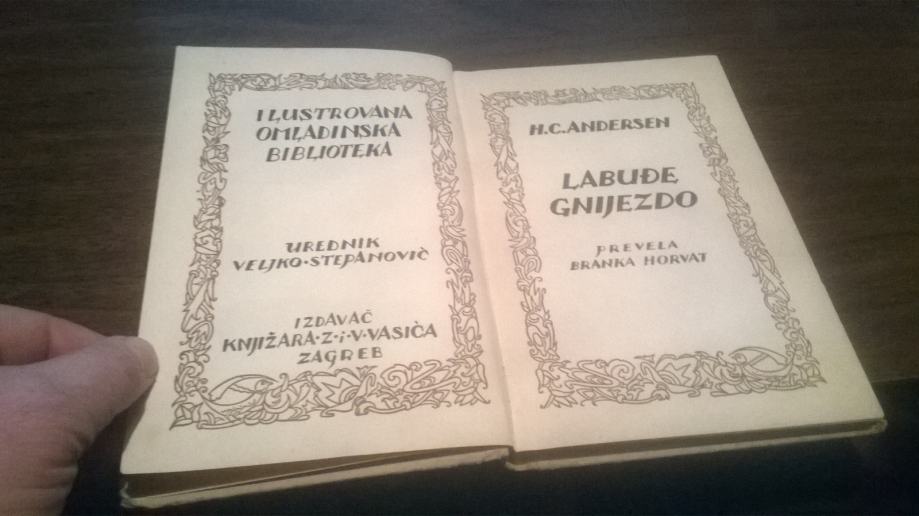 ILUSTROVANA
OMLADINSKA
BIBLIOTEKA
UREDNIK
VELJKO·STEPANOVIĆ
IZDAVAČ
KNJIŽARA·Z·i·V·VASIĆA
ZAGREB
H.C.ANDERSEN
LABUĐE
GNIJEZDO
PREVELA
BRANKA HORVAT